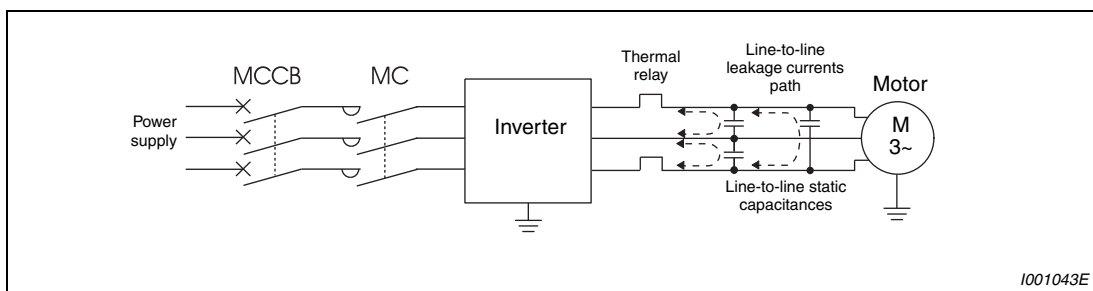 MCCB
MC
Thermal
relay
Line-to-line
leakage currents
path
Motor
Power
supply
Inverter
M
3~
Line-to-line static
capacitances
I001043E